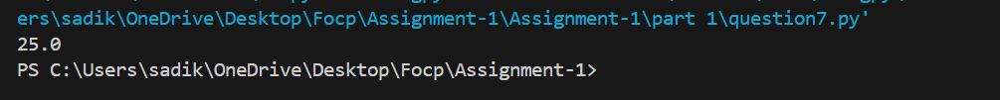 ers\sadik\OneDrive\Desktop\Focp\Assignment-1\Assignment-1\part 1\question7.py'
25.0
PS C:\Users\sadik\OneDrive\Desktop\Focp\Assignment-1>